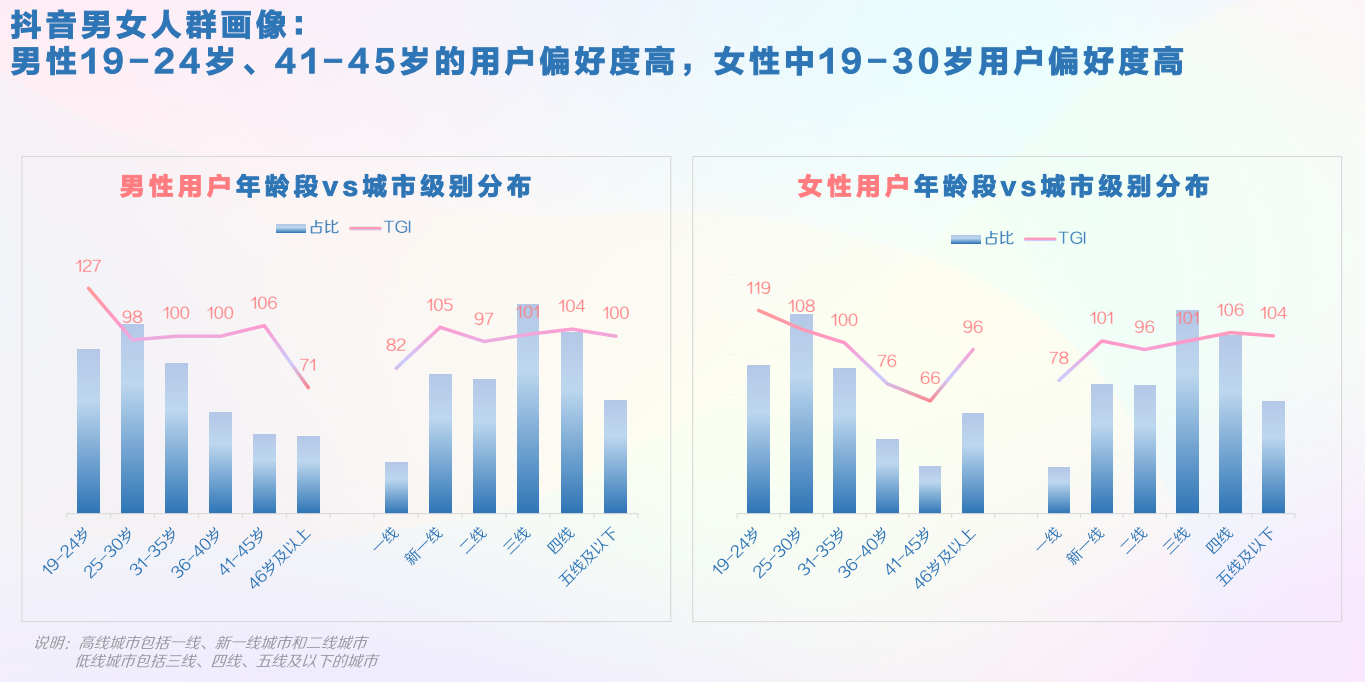 抖音男女人群画像：
男性19-24岁、41-45岁的用户偏好度高，女性中19-30岁用户偏好度高
男性用户年龄段vs城市级别分布
占比 TGI
127
98
100
100
106
71
82
105
97
101
104
100
19-24岁
25-30岁
31-35岁
36-40岁
41-45岁
46岁及以上
一线
新一线
二线
三线
四线
五线及以下
女性用户年龄段vs城市级别分布
占比 TGI
119
108
100
76
66
96
78
101
96
101
106
104
19-24岁
25-30岁
31-35岁
36-40岁
41-45岁
46岁及以上
一线
新一线
二线
三线
四线
五线及以下
说明：高线城市包括一线、新一线城市和二线城市
低线城市包括三线、四线、五线及以下的城市